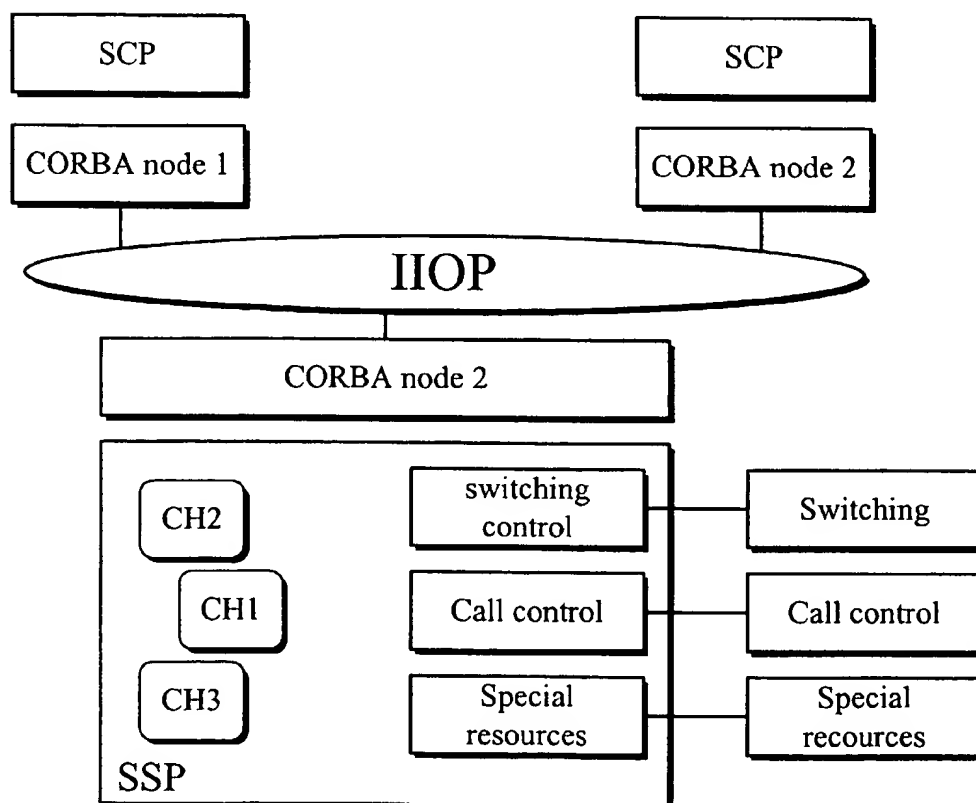 SCP
SCP
CORBA node 1
CORBA node 2
IIOP
CORBA node 2
CH2
CH1
CH3
SSP
switching
control
Call control
Special
resources
Switching
Call control
Special
recources